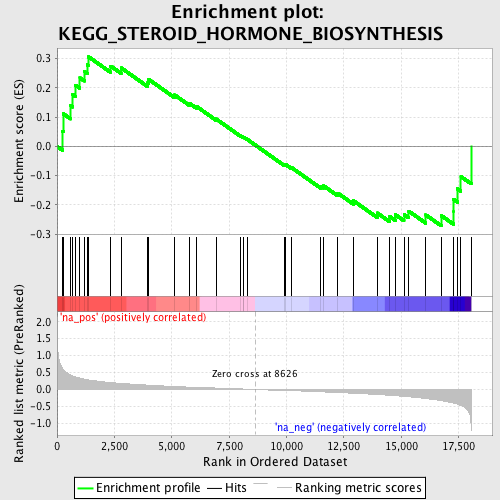 Enrichment plot:
KEGG_STEROID_HORMONE_BIOSYNTHESIS
Enrichment score (ES)
0.3
0.2
0.1
0.0
-0.1
-0.2
-0.3
'na_pos' (positively correlated)
Ranked list metric (PreRanked)
2.0
1.5
1.0
0.5
0.0
-0.5
-1.0
Zero cross at 8626
'na_neg' (negatively correlated)
0 2,500 5,000 7,500 10,000 12,500 15,000 17,500
Rank in Ordered Dataset
Enrichment profile Hits Ranking metric scores